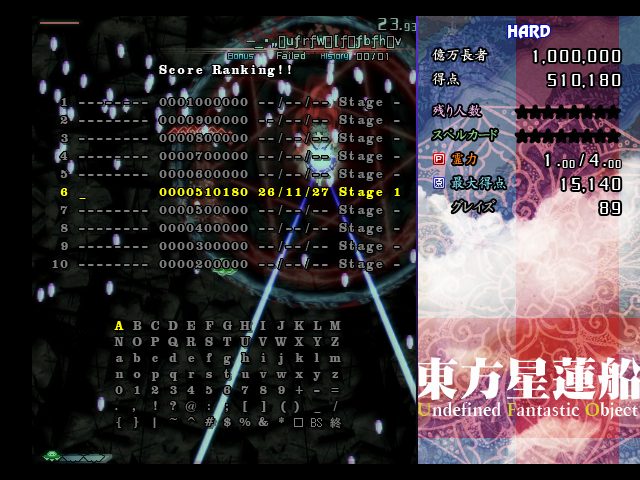 23.93
Bonus Failed History 00/01
Score Ranking!!
1 -------- 0001000000 --/--/-- Stage -
2 -------- 0000900000 --/--/-- Stage -
3 -------- 0000800000 --/--/-- Stage -
4 -------- 0000700000 --/--/-- Stage -
5 -------- 0000600000 --/--/-- Stage -
6 _ 0000510180 26/11/27 Stage 1
7 -------- 0000500000 --/--/-- Stage -
8 -------- 0000400000 --/--/-- Stage -
9 -------- 0000300000 --/--/-- Stage -
10 -------- 0000200000 --/--/-- Stage -
A B C D E F G H I J K L M
N O P Q R S T U V W X Y Z
a b c d e f g h i j k l m
n o p q r s t u v w x y z
0 1 2 3 4 5 6 7 8 9 + - =
. , ! ? @ : ; [ ] ( ) _ /
{ } | ~ ^ # $ % & * □ BS 終
HARD
億万長者 1,000,000
得点 510,180
残り人数
スペルカード
P 霊力 1.00/4.00
点 最大得点 15,140
グレイズ 89
東方星蓮船
Undefined Fantastic Object